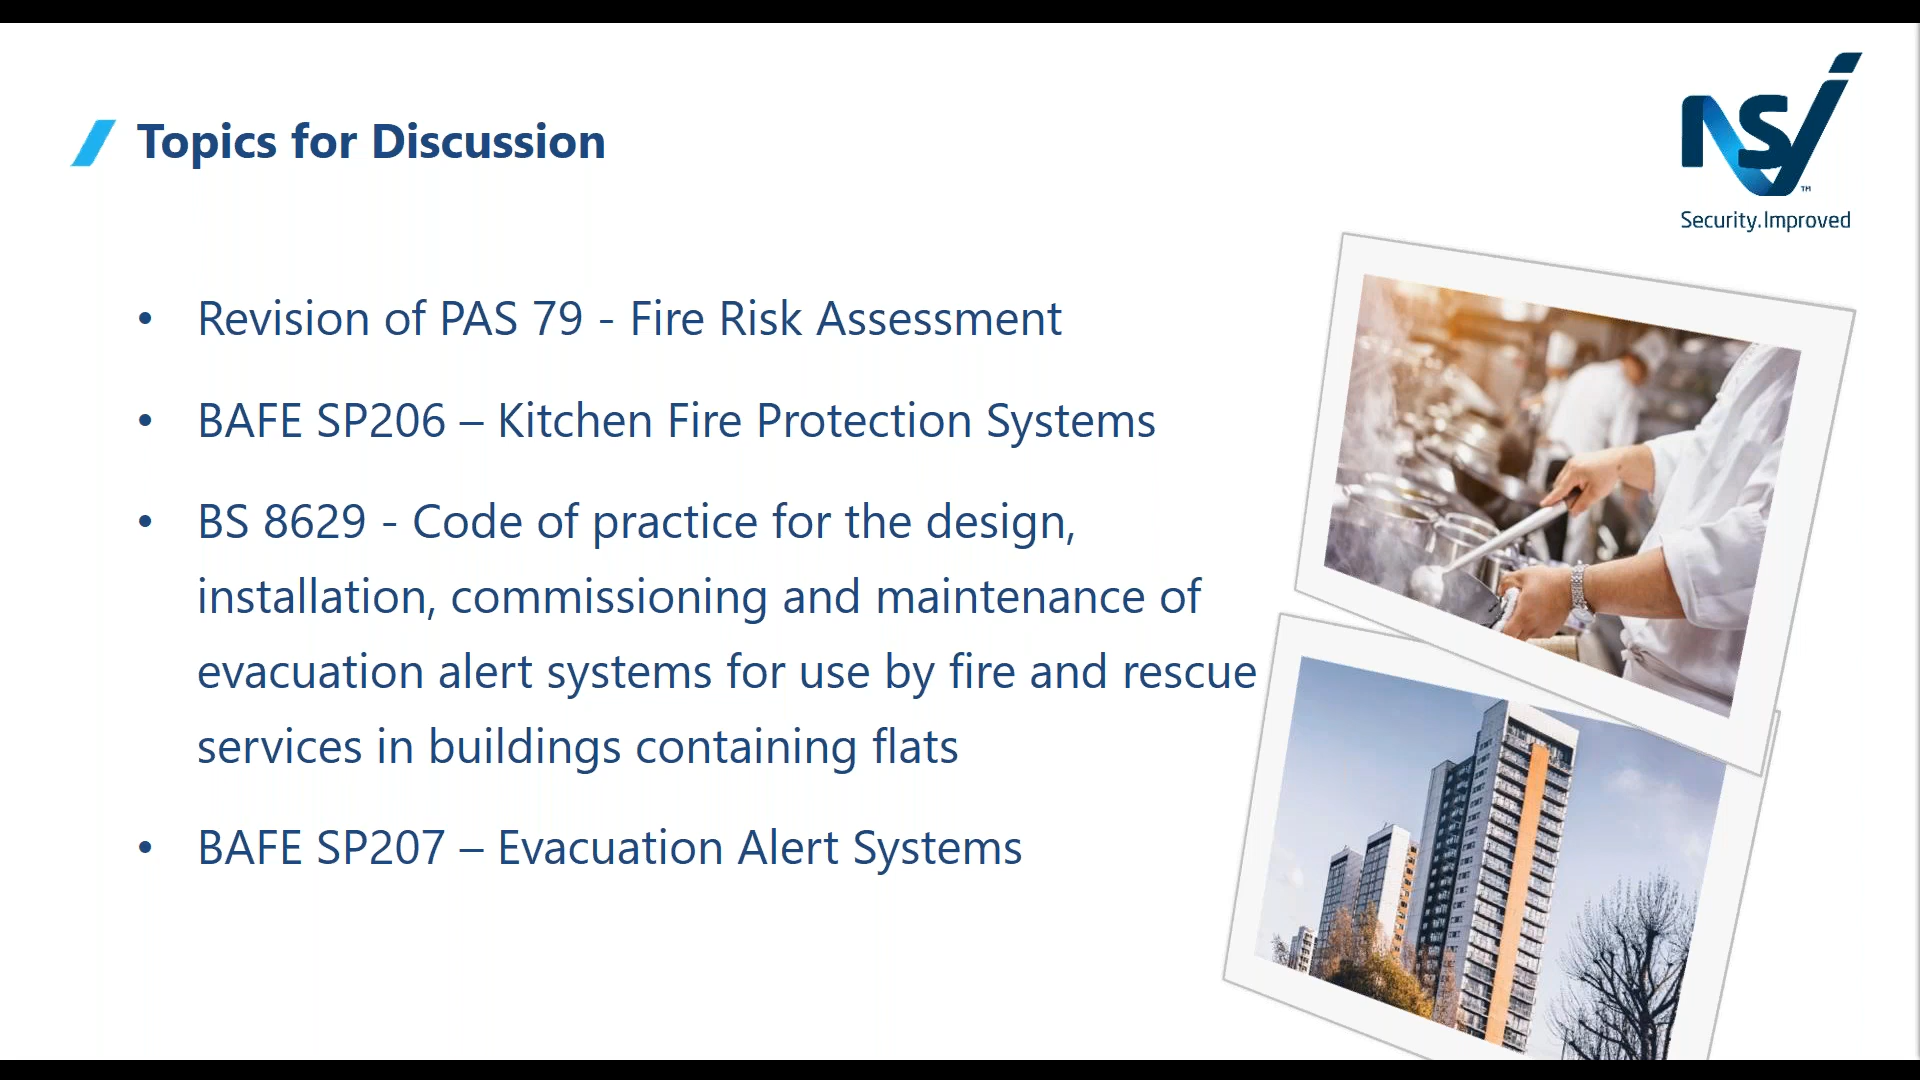 NSI
™
Security.Improved
Topics for Discussion
• Revision of PAS 79 - Fire Risk Assessment
• BAFE SP206 – Kitchen Fire Protection Systems
• BS 8629 - Code of practice for the design,
installation, commissioning and maintenance of
evacuation alert systems for use by fire and rescue
services in buildings containing flats
• BAFE SP207 – Evacuation Alert Systems